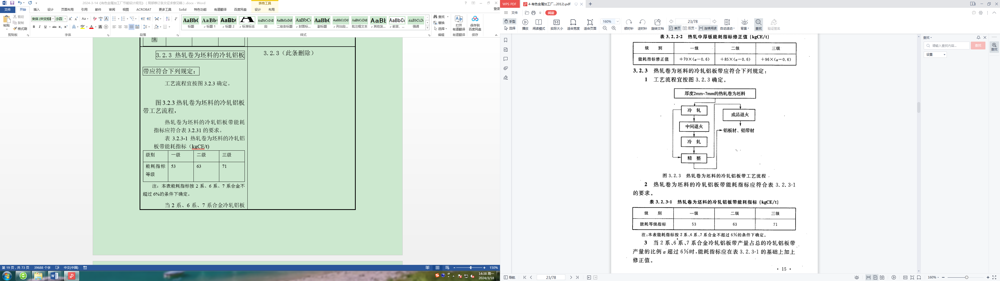 2024-3-14《有色金属加工厂节能设计规范》(局部修订条文征求意见稿).docx - Word
表格工具
登录
文件
开始
插入
设计
页面布局
引用
邮件
审阅
视图
ACROBAT
更多工具
Solid
特色功能
有道翻译
百度网盘
设计
布局
粘贴
剪切
复制
格式刷
剪贴板
宋体 (中文标题
小四
字体
段落
标题
标题 1
标题 2
标准标志
段
二级条标题
封面标...
副标题
列出段...
批注框文本
其他发...
前言、...
强调
样式
查找
替换
选择
编辑
打开
有道翻译
有道翻译
保存到
百度网盘
保存
值
3.2.3 热轧卷为坯料的冷轧铝板
带应符合下列规定：
工艺流程宜按图 3.2.3 确定。
图 3.2.3 热轧卷为坯料的冷轧铝板
带工艺流程，
热轧卷为坯料的冷轧铝板带能耗
指标应符合表 3.2.31 的要求。
表 3.2.3-1 热轧卷为坯料的冷轧铝
板带能耗指标（kgCE/t)
级别 一级 二级 三级
能耗指标 53 63 71
等级
注：本表能耗指标按 2 系、6 系、7 系合金不
超过 6%的条件下确定。
当 2 系、6 系、7 系合金冷轧铝板
3.2.3（此条删除）
第 19 页，共 73 页
39688 个字
中文(中国)
150%
14:38 周一
2024/3/18
WPS PDF
4-有色金属加工厂...2012).pdf
文件
阅读
手型
选择
播放
阅读模式
实际大小
适合宽度
适合页面
160%
23/78
顺时针
逆时针
旋转文档
单页
双页
连续阅读
自动滚动
背景
查找
验证签名
表 3.2.2-2 热轧中厚板能耗指标修正值 (kgCE/t)
级 别 一级 二级 三级
能耗指标修正值 +70×(α-0.6) +85×(α-0.6) +96×(α-0.6)
3.2.3 热轧卷为坯料的冷轧铝板带应符合下列规定：
1 工艺流程宜按图 3.2.3 确定。
厚度2mm~7mm的热轧卷为坯料
冷 轧
成品退火
中间退火
铝板材、铝带材
冷 轧
精 整
图 3.2.3 热轧卷为坯料的冷轧铝板带工艺流程
2 热轧卷为坯料的冷轧铝板带能耗指标应符合表 3.2.3-1
的要求。
表 3.2.3-1 热轧卷为坯料的冷轧铝板带能耗指标 (kgCE/t)
级 别 一级 二级 三级
能耗等级指标 53 63 71
注：本表能耗指标按 2 系、6 系、7 系合金不超过 6%的条件下确定。
3 当 2 系、6 系、7 系合金冷轧铝板带产量占总的冷轧铝板带
产量的比例 α 超过 6%时，能耗指标应在表 3.2.3-1 的基础上加上
修正值。
· 15 ·
查找
请输入查找内容...
查找
设置
查找
导航
23/78
160%